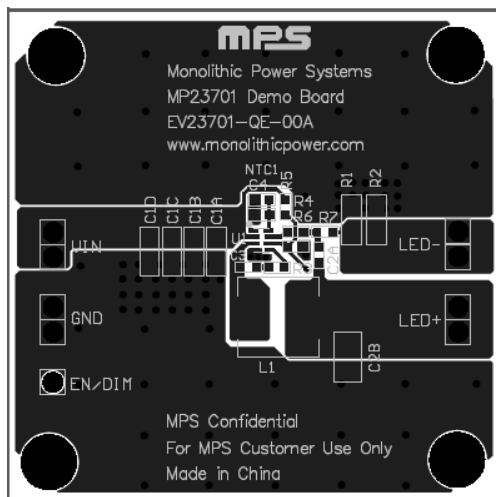 mps
Monolithic Power Systems
MP23701 Demo Board
EV23701-QE-00A
www.monolithicpower.com
NTC1
C4
R5
R4
R6
R7
R1
R2
C1D
C1C
C1B
C1A
U1
C3
C2A
VIN
LED-
GND
LED+
L1
C2B
EN/DIM
MPS Confidential
For MPS Customer Use Only
Made in China